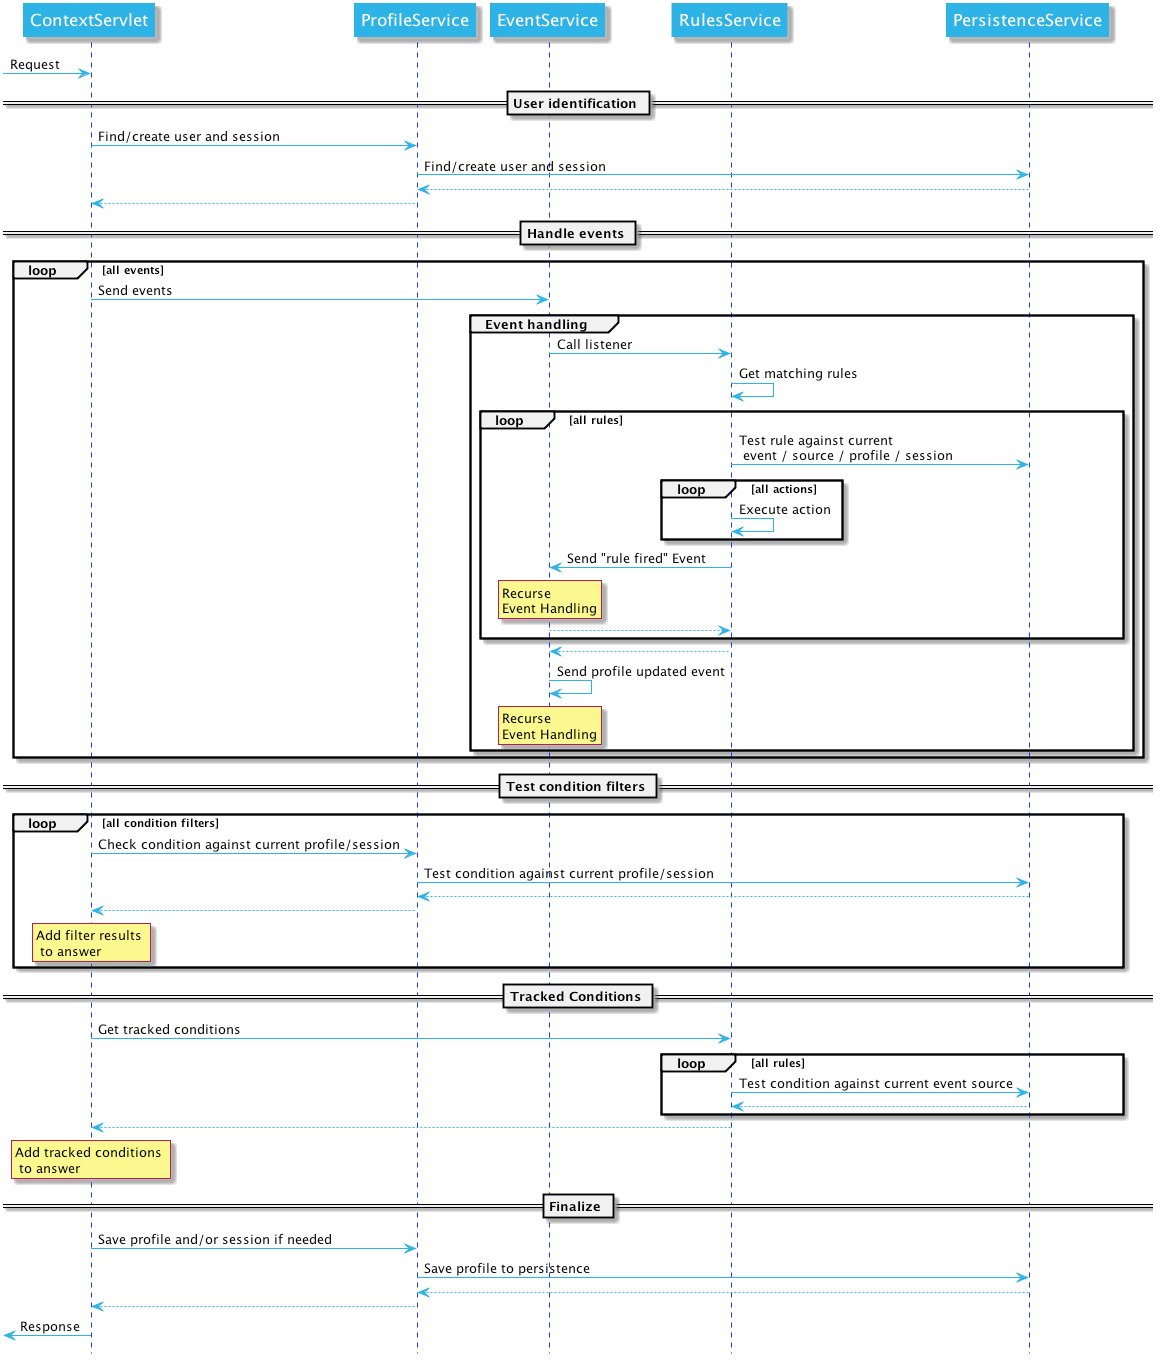 ContextServlet
ProfileService
EventService
RulesService
PersistenceService
Request
User identification
Find/create user and session
Find/create user and session
Handle events
loop
[all events]
Send events
Event handling
Call listener
Get matching rules
loop
[all rules]
Test rule against current
event / source / profile / session
loop
[all actions]
Execute action
Send "rule fired" Event
Recurse
Event Handling
Send profile updated event
Recurse
Event Handling
Test condition filters
loop
[all condition filters]
Check condition against current profile/session
Test condition against current profile/session
Add filter results
to answer
Tracked Conditions
Get tracked conditions
loop
[all rules]
Test condition against current event source
Add tracked conditions
to answer
Finalize
Save profile and/or session if needed
Save profile to persistence
Response